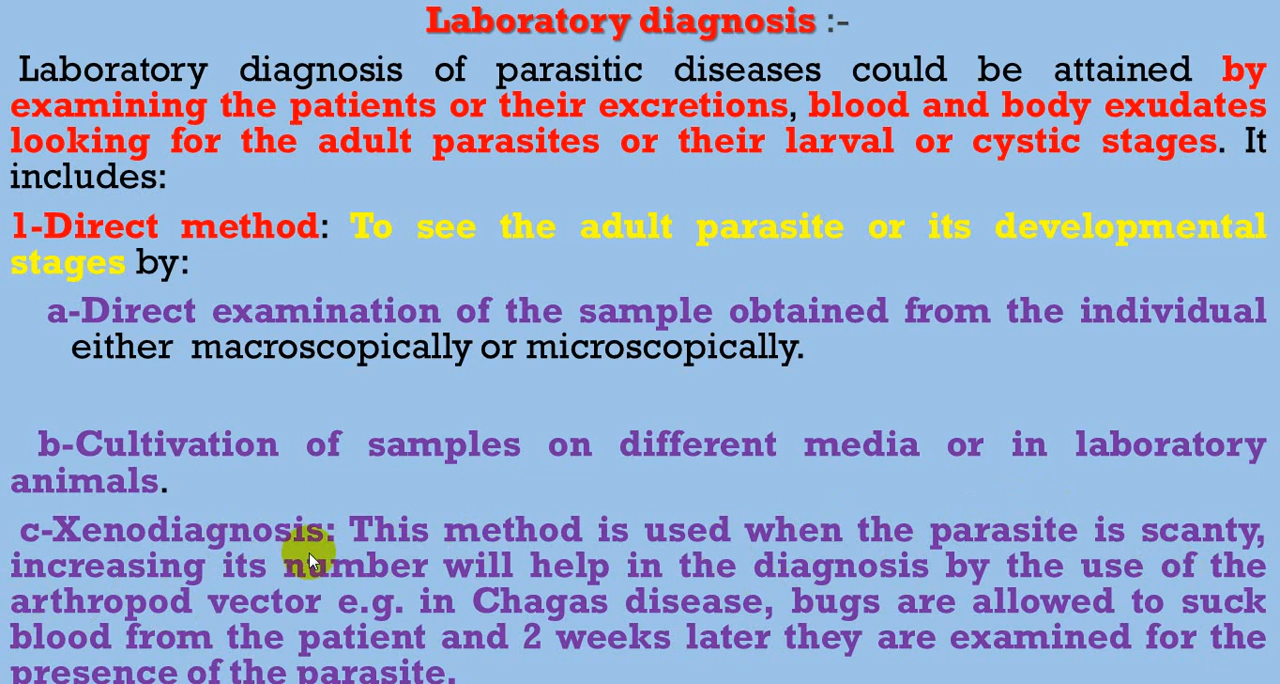 Laboratory diagnosis :-
Laboratory diagnosis of parasitic diseases could be attained by
examining the patients or their excretions, blood and body exudates
looking for the adult parasites or their larval or cystic stages. It
includes:
1-Direct method: To see the adult parasite or its developmental
stages by:
a-Direct examination of the sample obtained from the individual
either macroscopically or microscopically.
b-Cultivation of samples on different media or in laboratory
animals.
c-Xenodiagnosis: This method is used when the parasite is scanty,
increasing its number will help in the diagnosis by the use of the
arthropod vector e.g. in Chagas disease, bugs are allowed to suck
blood from the patient and 2 weeks later they are examined for the
presence of the parasite.